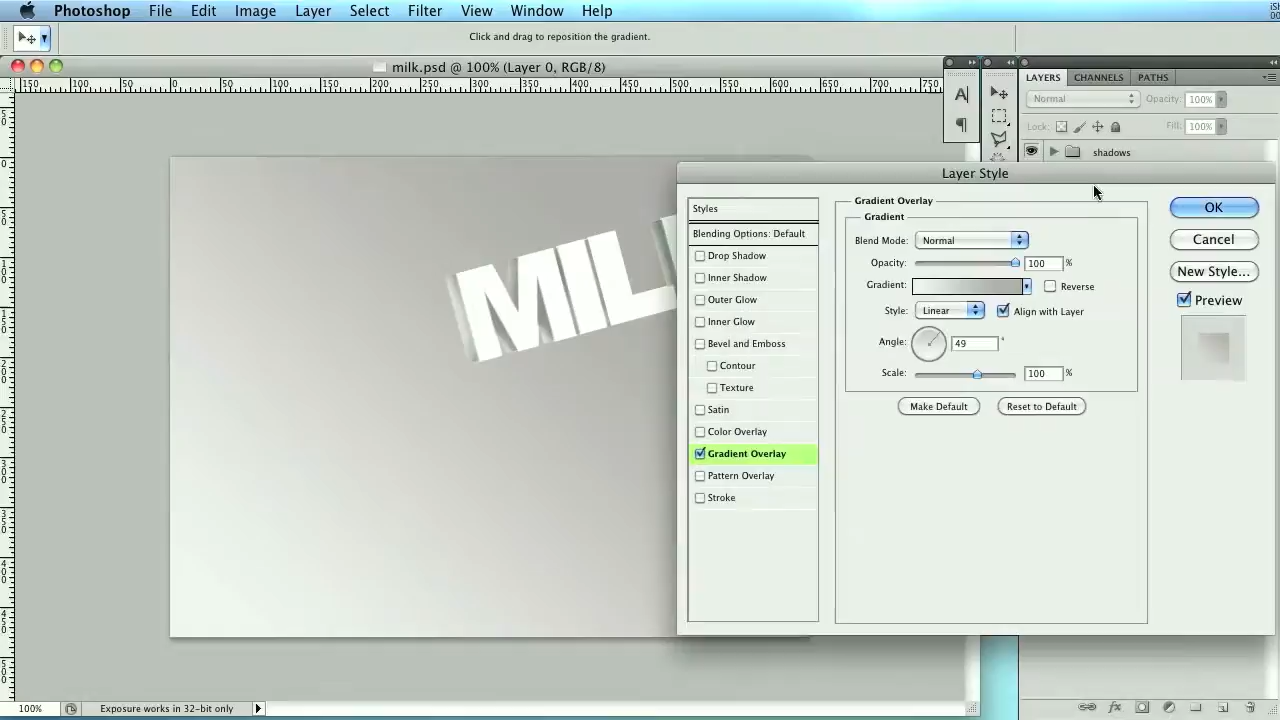 Photoshop File Edit Image Layer Select Filter View Window Help
Click and drag to reposition the gradient.
milk.psd @ 100% (Layer 0, RGB/8)
150 100 50 0 50 100 150 200 250 300 350 400 450 500 550 600 650 700 750
LAYERS CHANNELS PATHS
Normal Opacity: 100%
Lock: Fill: 100%
shadows
Layer Style
Styles
Blending Options: Default
Drop Shadow
Inner Shadow
Outer Glow
Inner Glow
Bevel and Emboss
Contour
Texture
Satin
Color Overlay
Gradient Overlay
Pattern Overlay
Stroke
Gradient Overlay
Gradient
Blend Mode: Normal
Opacity: 100 %
Gradient: Reverse
Style: Linear Align with Layer
Angle: 49 °
Scale: 100 %
Make Default Reset to Default
OK
Cancel
New Style...
Preview
MIL
100% Exposure works in 32-bit only